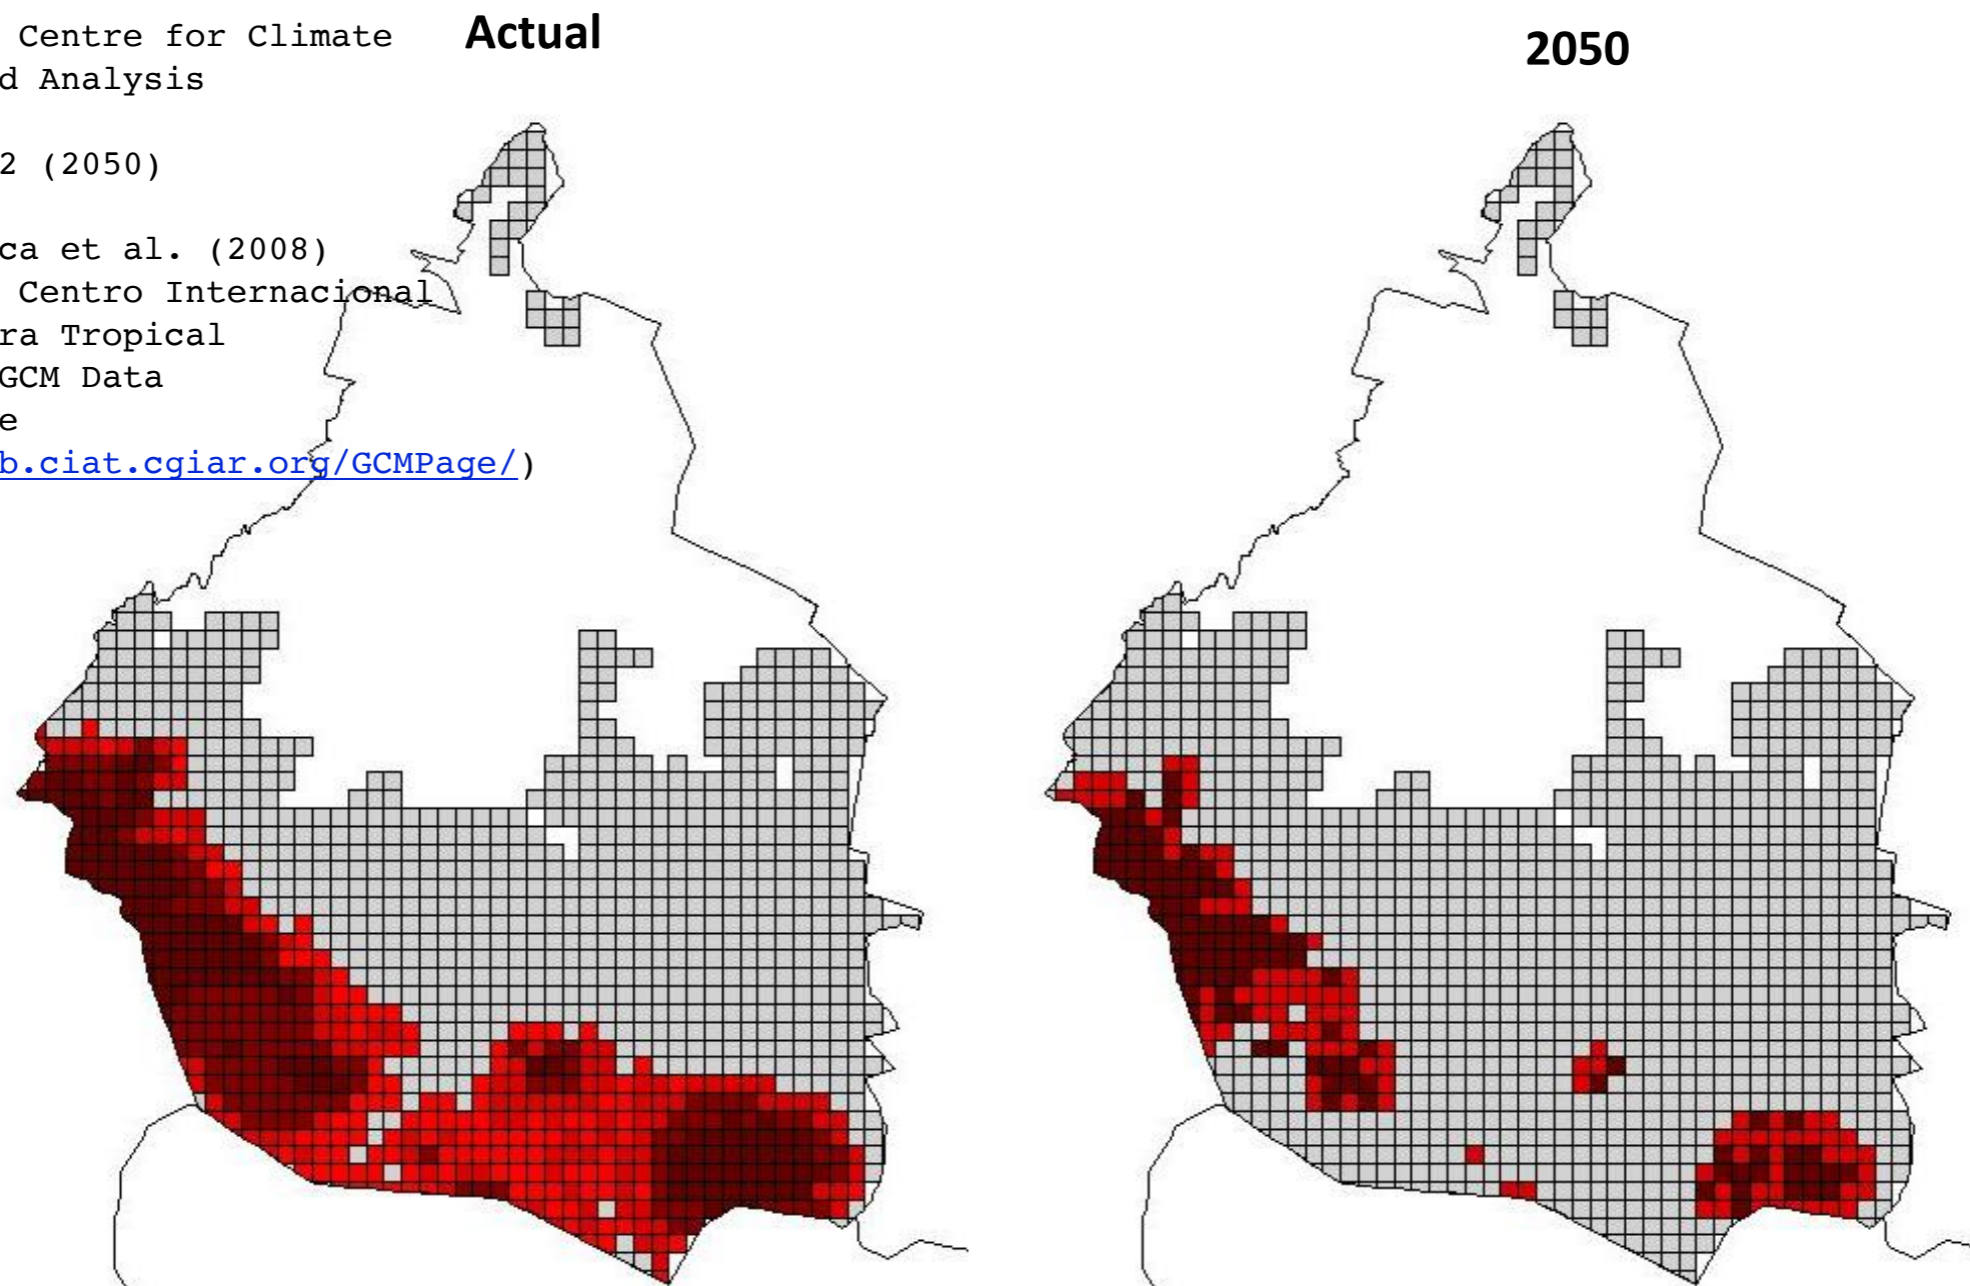 Centre for Climate
d Analysis
2 (2050)
ca et al. (2008)
Centro Internacional
ra Tropical
GCM Data
e
b.ciat.cgiar.org/GCMPage/)
Actual
2050